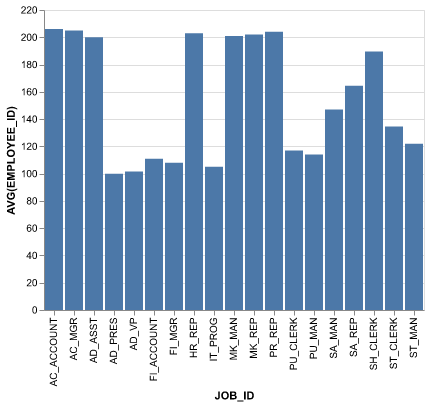 220
200
180
160
140
120
100
80
60
40
20
0
AVG(EMPLOYEE_ID)
AC_ACCOUNT
AC_MGR
AD_ASST
AD_PRES
AD_VP
FI_ACCOUNT
FI_MGR
HR_REP
IT_PROG
MK_MAN
MK_REP
PR_REP
PU_CLERK
PU_MAN
SA_MAN
SA_REP
SH_CLERK
ST_CLERK
ST_MAN
JOB_ID